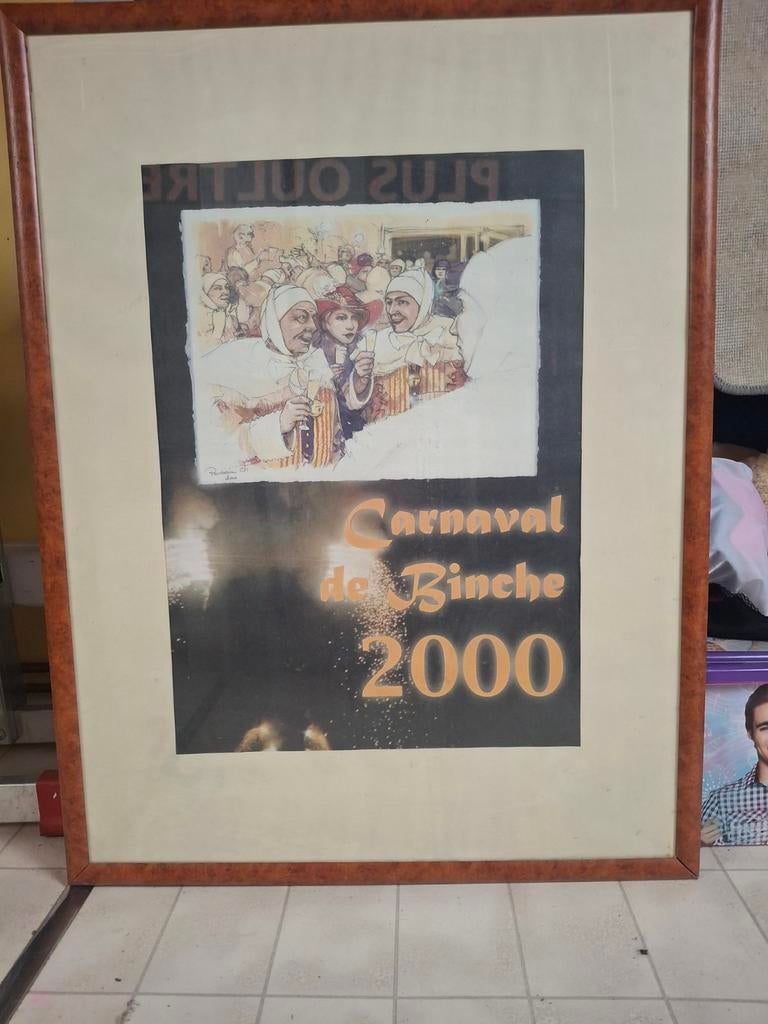 PLUS OULTRE
Carnaval
de Binche
2000